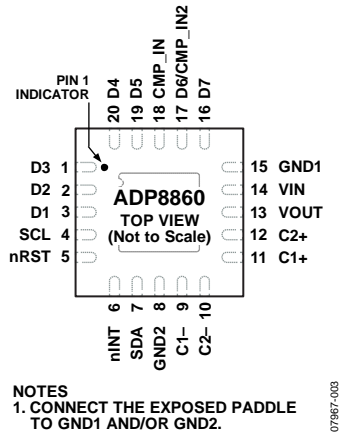 PIN 1
INDICATOR
20 D4
19 D5
18 CMP_IN
17 D6/CMP_IN2
16 D7
D3 1
D2 2
D1 3
SCL 4
nRST 5
ADP8860
TOP VIEW
(Not to Scale)
15 GND1
14 VIN
13 VOUT
12 C2+
11 C1+
nINT 6
SDA 7
GND2 8
C1– 9
C2– 10
NOTES
1. CONNECT THE EXPOSED PADDLE
TO GND1 AND/OR GND2.
07967-003